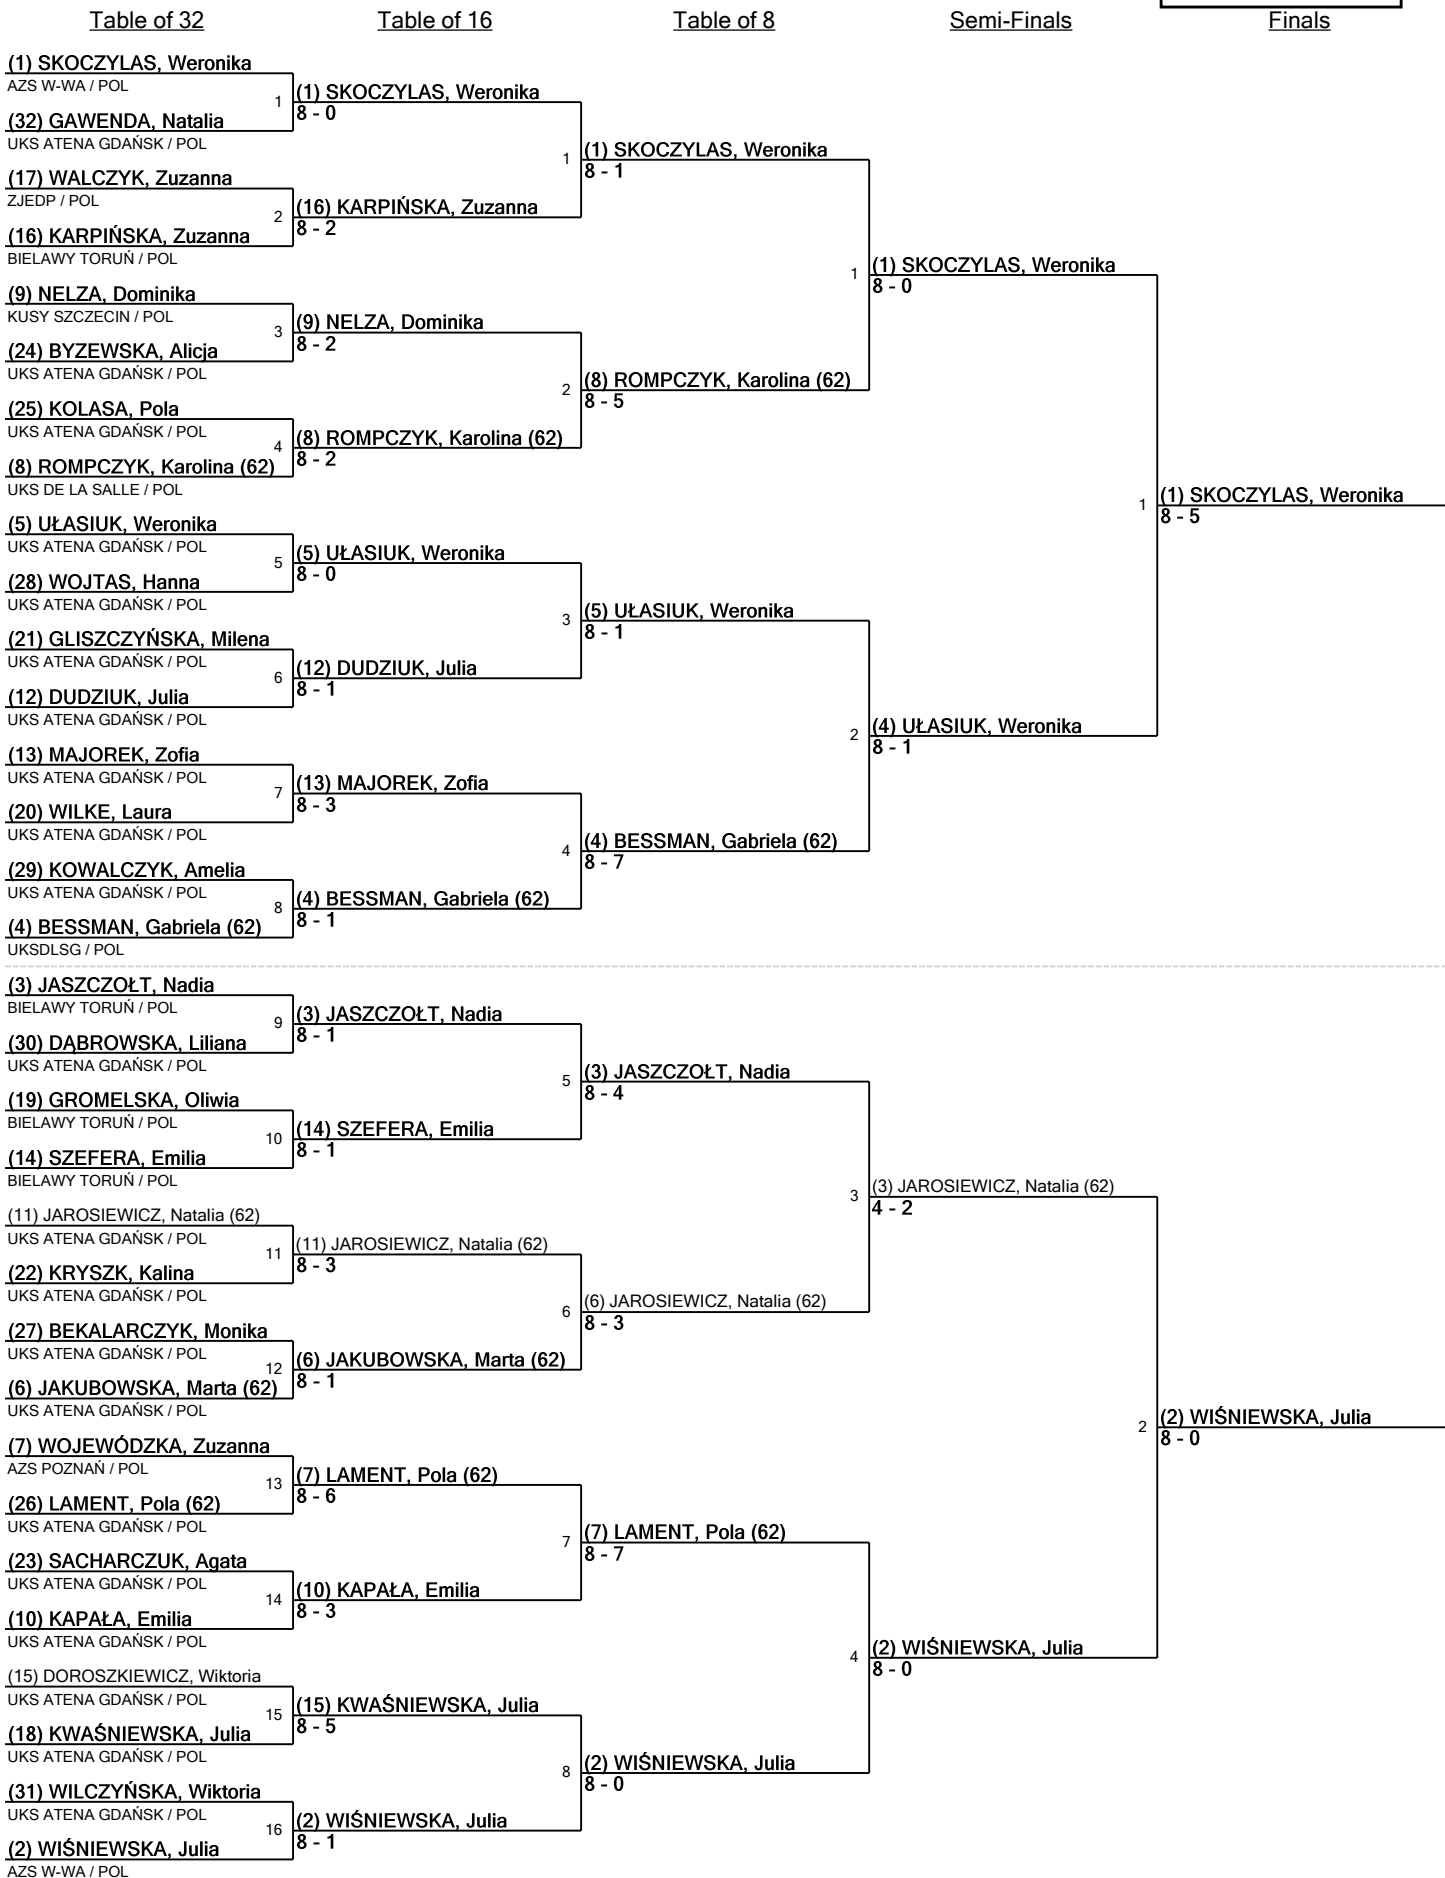 Table of 32
Table of 16
Table of 8
Semi-Finals
Finals
(1) SKOCZYLAS, Weronika
AZS W-WA / POL
(32) GAWENDA, Natalia
UKS ATENA GDAŃSK / POL
(17) WALCZYK, Zuzanna
ZJEDP / POL
(16) KARPIŃSKA, Zuzanna
BIELAWY TORUŃ / POL
(9) NELZA, Dominika
KUSY SZCZECIN / POL
(24) BYZEWSKA, Alicja
UKS ATENA GDAŃSK / POL
(25) KOLASA, Pola
UKS ATENA GDAŃSK / POL
(8) ROMPCZYK, Karolina (62)
UKS DE LA SALLE / POL
(5) UŁASIUK, Weronika
UKS ATENA GDAŃSK / POL
(28) WOJTAS, Hanna
UKS ATENA GDAŃSK / POL
(21) GLISZCZYŃSKA, Milena
UKS ATENA GDAŃSK / POL
(12) DUDZIUK, Julia
UKS ATENA GDAŃSK / POL
(13) MAJOREK, Zofia
UKS ATENA GDAŃSK / POL
(20) WILKE, Laura
UKS ATENA GDAŃSK / POL
(29) KOWALCZYK, Amelia
UKS ATENA GDAŃSK / POL
(4) BESSMAN, Gabriela (62)
UKSDLSG / POL
(3) JASZCZOŁT, Nadia
BIELAWY TORUŃ / POL
(30) DĄBROWSKA, Liliana
UKS ATENA GDAŃSK / POL
(19) GROMELSKA, Oliwia
BIELAWY TORUŃ / POL
(14) SZEFERA, Emilia
BIELAWY TORUŃ / POL
(11) JAROSIEWICZ, Natalia (62)
UKS ATENA GDAŃSK / POL
(22) KRYSZK, Kalina
UKS ATENA GDAŃSK / POL
(27) BEKALARCZYK, Monika
UKS ATENA GDAŃSK / POL
(6) JAKUBOWSKA, Marta (62)
UKS ATENA GDAŃSK / POL
(7) WOJEWÓDZKA, Zuzanna
AZS POZNAŃ / POL
(26) LAMENT, Pola (62)
UKS ATENA GDAŃSK / POL
(23) SACHARCZUK, Agata
UKS ATENA GDAŃSK / POL
(10) KAPAŁA, Emilia
UKS ATENA GDAŃSK / POL
(15) DOROSZKIEWICZ, Wiktoria
UKS ATENA GDAŃSK / POL
(18) KWAŚNIEWSKA, Julia
UKS ATENA GDAŃSK / POL
(31) WILCZYŃSKA, Wiktoria
UKS ATENA GDAŃSK / POL
(2) WIŚNIEWSKA, Julia
AZS W-WA / POL
1
(1) SKOCZYLAS, Weronika
8 - 0
2
(16) KARPIŃSKA, Zuzanna
8 - 2
3
(9) NELZA, Dominika
8 - 2
4
(8) ROMPCZYK, Karolina (62)
8 - 2
5
(5) UŁASIUK, Weronika
8 - 0
6
(12) DUDZIUK, Julia
8 - 1
7
(13) MAJOREK, Zofia
8 - 3
8
(4) BESSMAN, Gabriela (62)
8 - 1
9
(3) JASZCZOŁT, Nadia
8 - 1
10
(14) SZEFERA, Emilia
8 - 1
11
(11) JAROSIEWICZ, Natalia (62)
8 - 3
12
(6) JAKUBOWSKA, Marta (62)
8 - 1
13
(7) LAMENT, Pola (62)
8 - 6
14
(10) KAPAŁA, Emilia
8 - 3
15
(15) KWAŚNIEWSKA, Julia
8 - 5
16
(2) WIŚNIEWSKA, Julia
8 - 1
1
(1) SKOCZYLAS, Weronika
8 - 1
2
(8) ROMPCZYK, Karolina (62)
8 - 5
3
(5) UŁASIUK, Weronika
8 - 1
4
(4) BESSMAN, Gabriela (62)
8 - 7
5
(3) JASZCZOŁT, Nadia
8 - 4
6
(6) JAROSIEWICZ, Natalia (62)
8 - 3
7
(7) LAMENT, Pola (62)
8 - 7
8
(2) WIŚNIEWSKA, Julia
8 - 0
1
(1) SKOCZYLAS, Weronika
8 - 0
2
(4) UŁASIUK, Weronika
8 - 1
3
(3) JAROSIEWICZ, Natalia (62)
4 - 2
4
(2) WIŚNIEWSKA, Julia
8 - 0
1
(1) SKOCZYLAS, Weronika
8 - 5
2
(2) WIŚNIEWSKA, Julia
8 - 0